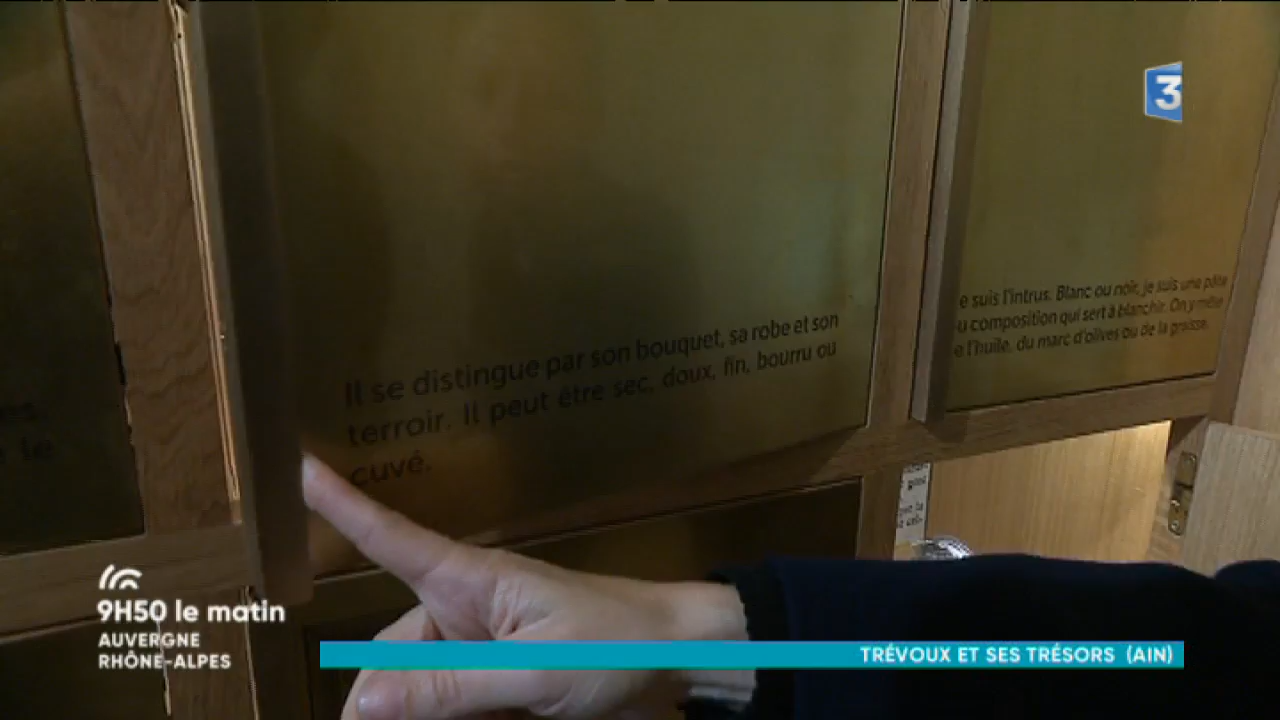 3
Il se distingue par son bouquet, sa robe et son
terroir. Il peut être sec, doux, fin, bourru ou
cuvé.
e suis l'intrus. Blanc ou noir, je suis une pâte
u composition qui sert à blanchir. On y mêle
e l'huile, du marc d'olives ou de la graisse.
le
9H50 le matin
AUVERGNE
RHÔNE-ALPES
TRÉVOUX ET SES TRÉSORS (AIN)